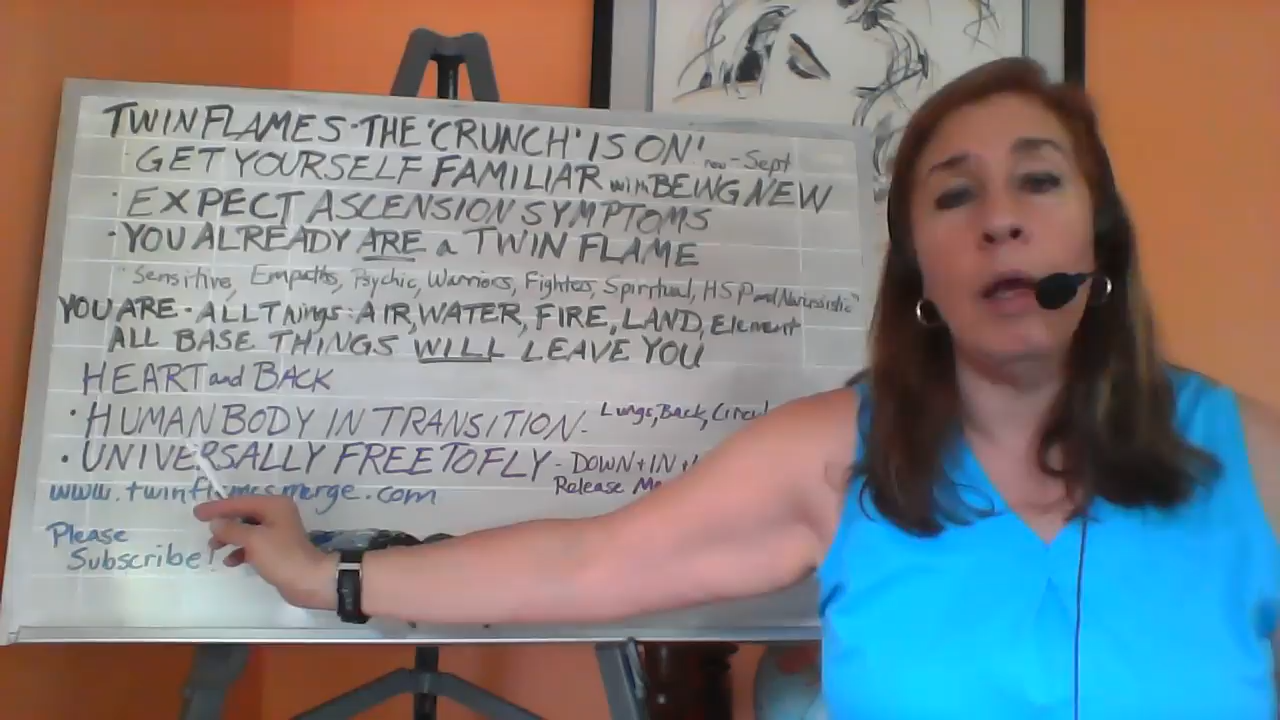 TWIN FLAMES - THE 'CRUNCH' IS ON! now - Sept
· GET YOURSELF FAMILIAR with BEING NEW
· EXPECT ASCENSION SYMPTOMS
· YOU ALREADY ARE a TWIN FLAME
"Sensitive, Empaths, Psychic, Warriors, Fighters, Spiritual, HSP and Narcissistic"
YOU ARE - ALL Things: AIR, WATER, FIRE, LAND, Element
ALL BASE THINGS WILL LEAVE YOU
HEART and BACK
· HUMAN BODY IN TRANSITION - Lungs, Back,
· UNIVERSALLY FREE TO FLY - DOWN + IN +
Release
www.twinflamesmerge.com
Please
Subscribe!